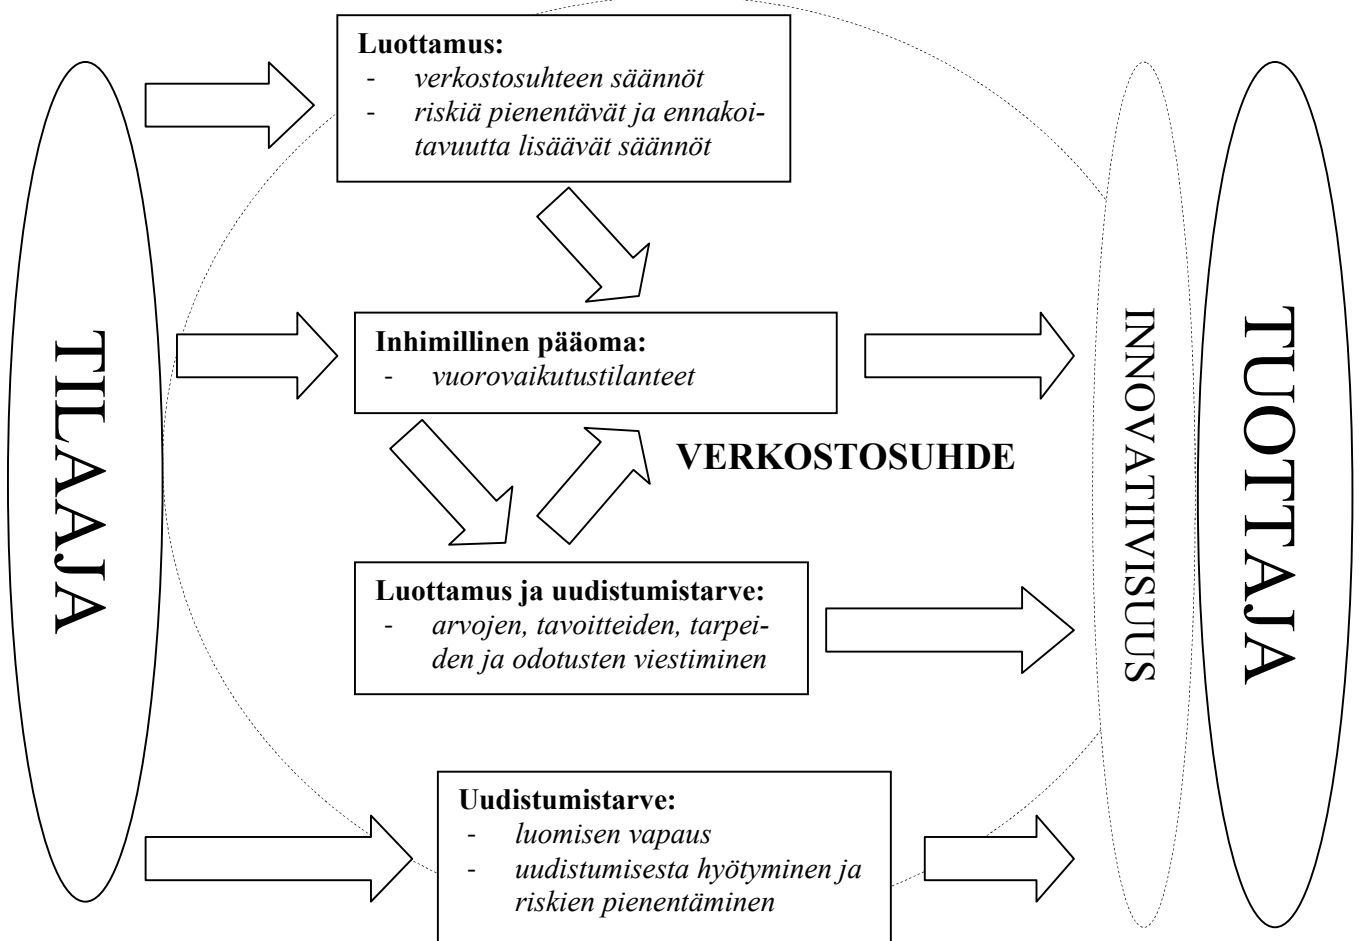 Luottamus:
- verkostosuhteen säännöt
- riskiä pienentävät ja ennakoi-
tavuutta lisäävät säännöt
TILAAJA
Inhimillinen pääoma:
- vuorovaikutustilanteet
VERKOSTOSUHDE
Luottamus ja uudistumistarve:
- arvojen, tavoitteiden, tarpei-
den ja odotusten viestiminen
Uudistumistarve:
- luomisen vapaus
- uudistumisesta hyötyminen ja
riskien pienentäminen
INNOVATIIVISUUS
TUOTTAJA